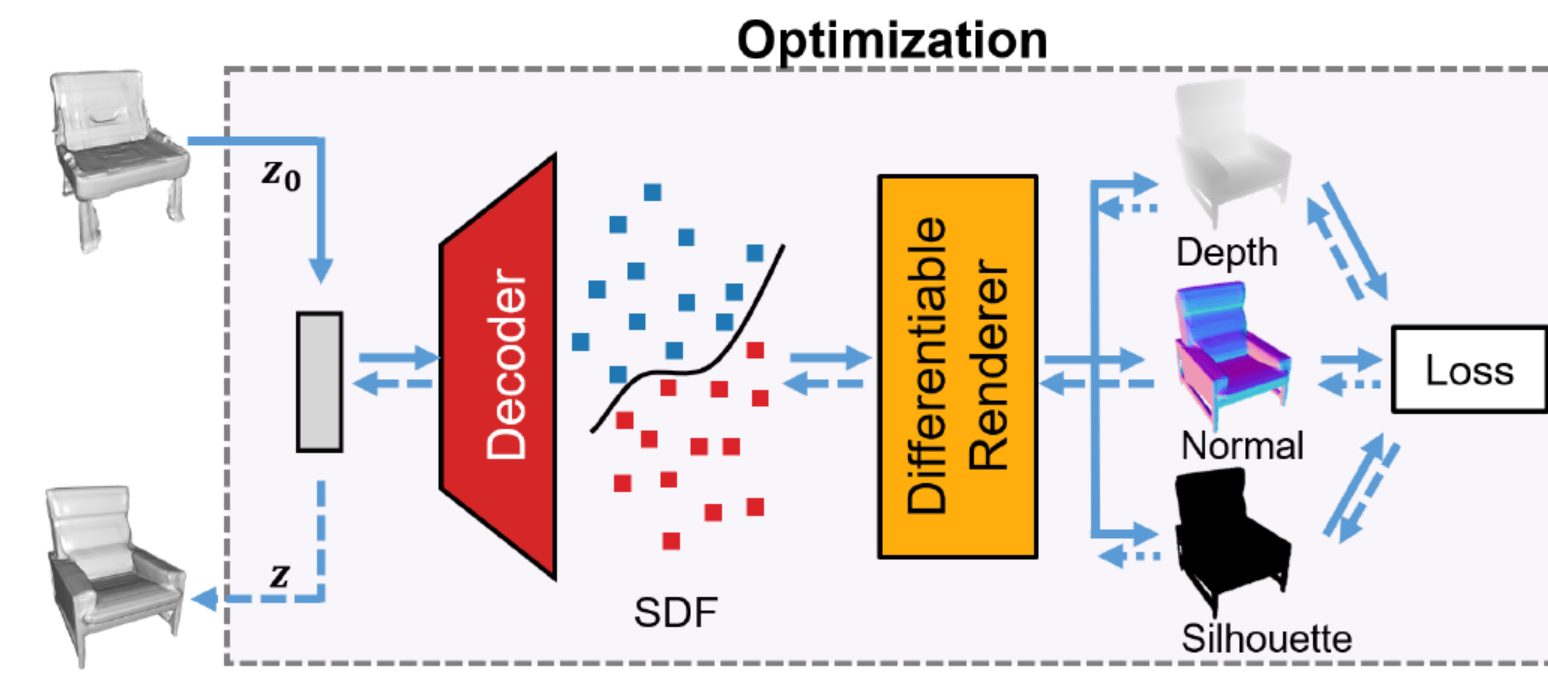 Optimization
z₀
Decoder
SDF
Differentiable
Renderer
Depth
Normal
Silhouette
Loss
z